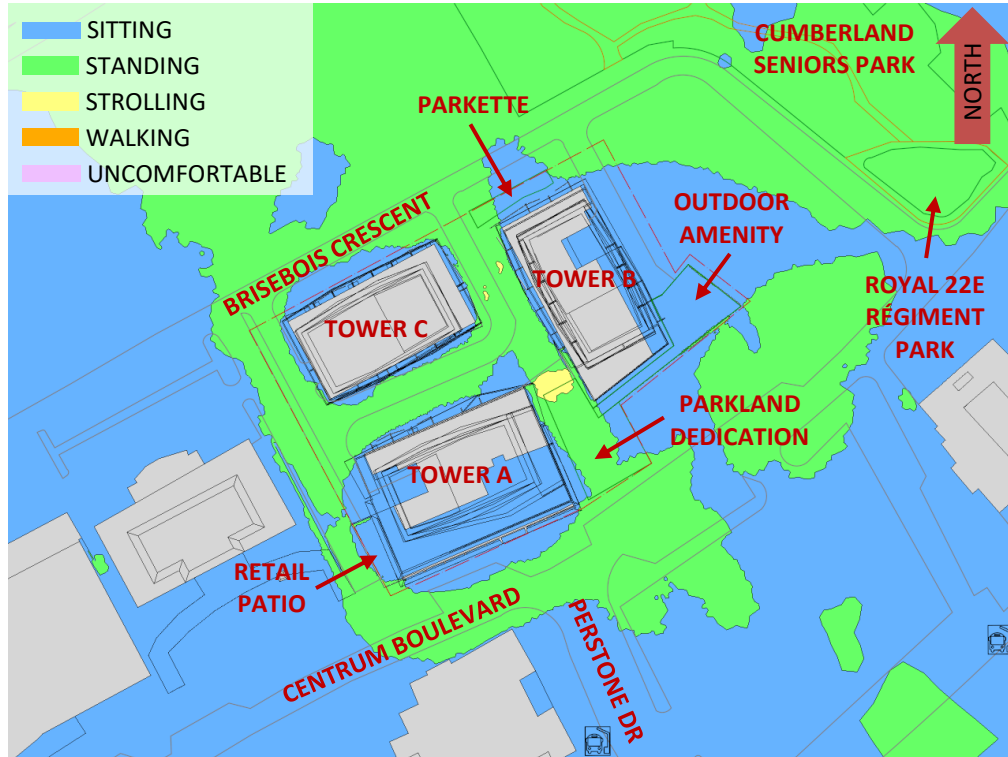 SITTING
STANDING
STROLLING
WALKING
UNCOMFORTABLE
CUMBERLAND
SENIORS PARK
NORTH
PARKETTE
OUTDOOR
AMENITY
BRISEBOIS CRESCENT
TOWER B
ROYAL 22E
RÉGIMENT
PARK
TOWER C
PARKLAND
DEDICATION
TOWER A
RETAIL
PATIO
CENTRUM BOULEVARD
PERSTONE DR